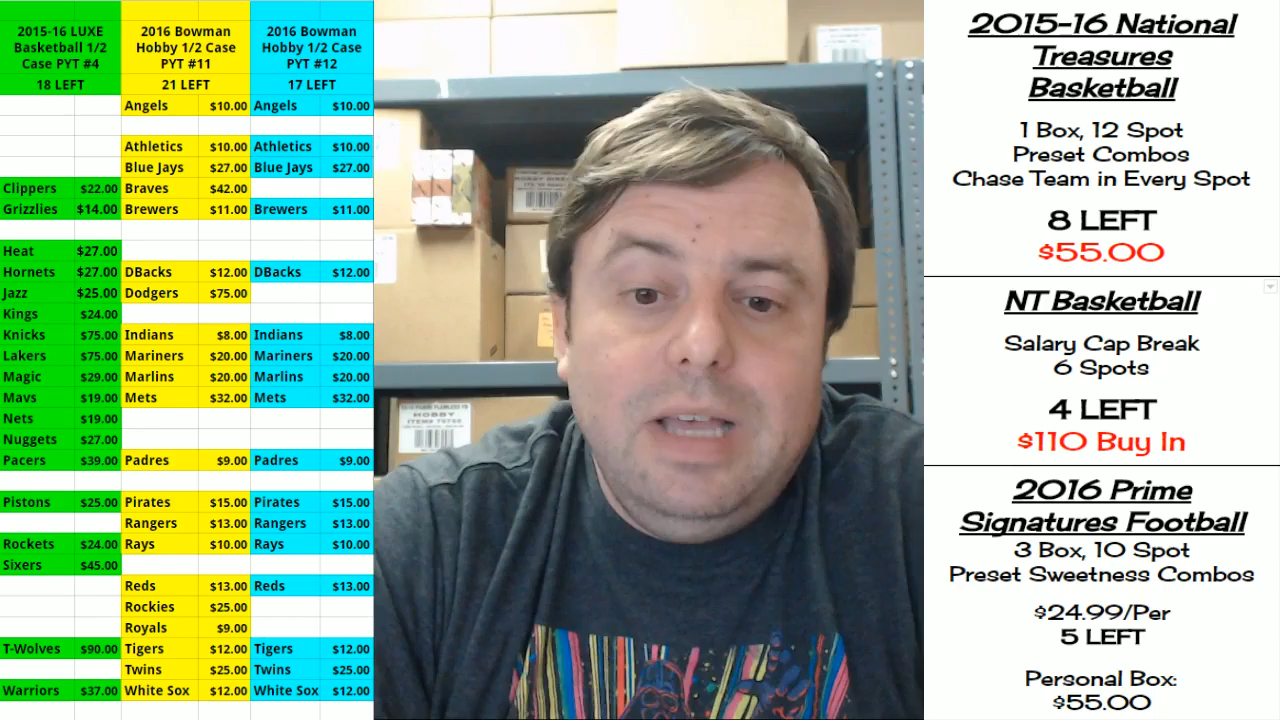 2015-16 LUXE
Basketball 1/2
Case PYT #4
18 LEFT
Clippers $22.00
Grizzlies $14.00
Heat $27.00
Hornets $27.00
Jazz $25.00
Kings $24.00
Knicks $75.00
Lakers $75.00
Magic $29.00
Mavs $19.00
Nets $19.00
Nuggets $27.00
Pacers $39.00
Pistons $25.00
Rockets $24.00
Sixers $45.00
T-Wolves $90.00
Warriors $37.00
2016 Bowman
Hobby 1/2 Case
PYT #11
21 LEFT
Angels $10.00
Athletics $10.00
Blue Jays $27.00
Braves $42.00
Brewers $11.00
DBacks $12.00
Dodgers $75.00
Indians $8.00
Mariners $20.00
Marlins $20.00
Mets $32.00
Padres $9.00
Pirates $15.00
Rangers $13.00
Rays $10.00
Reds $13.00
Rockies $25.00
Royals $9.00
Tigers $12.00
Twins $25.00
White Sox $12.00
2016 Bowman
Hobby 1/2 Case
PYT #12
17 LEFT
Angels $10.00
Athletics $10.00
Blue Jays $27.00
Brewers $11.00
DBacks $12.00
Indians $8.00
Mariners $20.00
Marlins $20.00
Mets $32.00
Padres $9.00
Pirates $15.00
Rangers $13.00
Rays $10.00
Reds $13.00
Tigers $12.00
Twins $25.00
White Sox $12.00
HOBBY
2015-16 National
Treasures
Basketball
1 Box, 12 Spot
Preset Combos
Chase Team in Every Spot
8 LEFT
$55.00
NT Basketball
Salary Cap Break
6 Spots
4 LEFT
$110 Buy In
2016 Prime
Signatures Football
3 Box, 10 Spot
Preset Sweetness Combos
$24.99/Per
5 LEFT
Personal Box:
$55.00